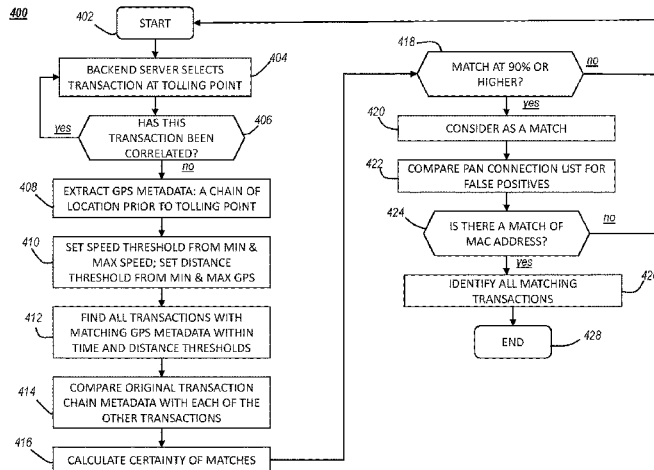 400
402
START
404
BACKEND SERVER SELECTS
TRANSACTION AT TOLLING POINT
406
HAS THIS
TRANSACTION BEEN
CORRELATED?
yes
no
408
EXTRACT GPS METADATA: A CHAIN
OF LOCATION PRIOR TO TOLLING POINT
410
SET SPEED THRESHOLD FROM MIN &
MAX SPEED; SET DISTANCE
THRESHOLD FROM MIN & MAX GPS
412
FIND ALL TRANSACTIONS WITH
MATCHING GPS METADATA WITHIN
TIME AND DISTANCE THRESHOLDS
414
COMPARE ORIGINAL TRANSACTION
CHAIN METADATA WITH EACH OF THE
OTHER TRANSACTIONS
416
CALCULATE CERTAINTY OF MATCHES
418
MATCH AT 90% OR
HIGHER?
no
yes
420
CONSIDER AS A MATCH
422
COMPARE PAN CONNECTION LIST FOR
FALSE POSITIVES
424
IS THERE A MATCH OF
MAC ADDRESS?
no
yes
IDENTIFY ALL MATCHING
TRANSACTIONS
END
428